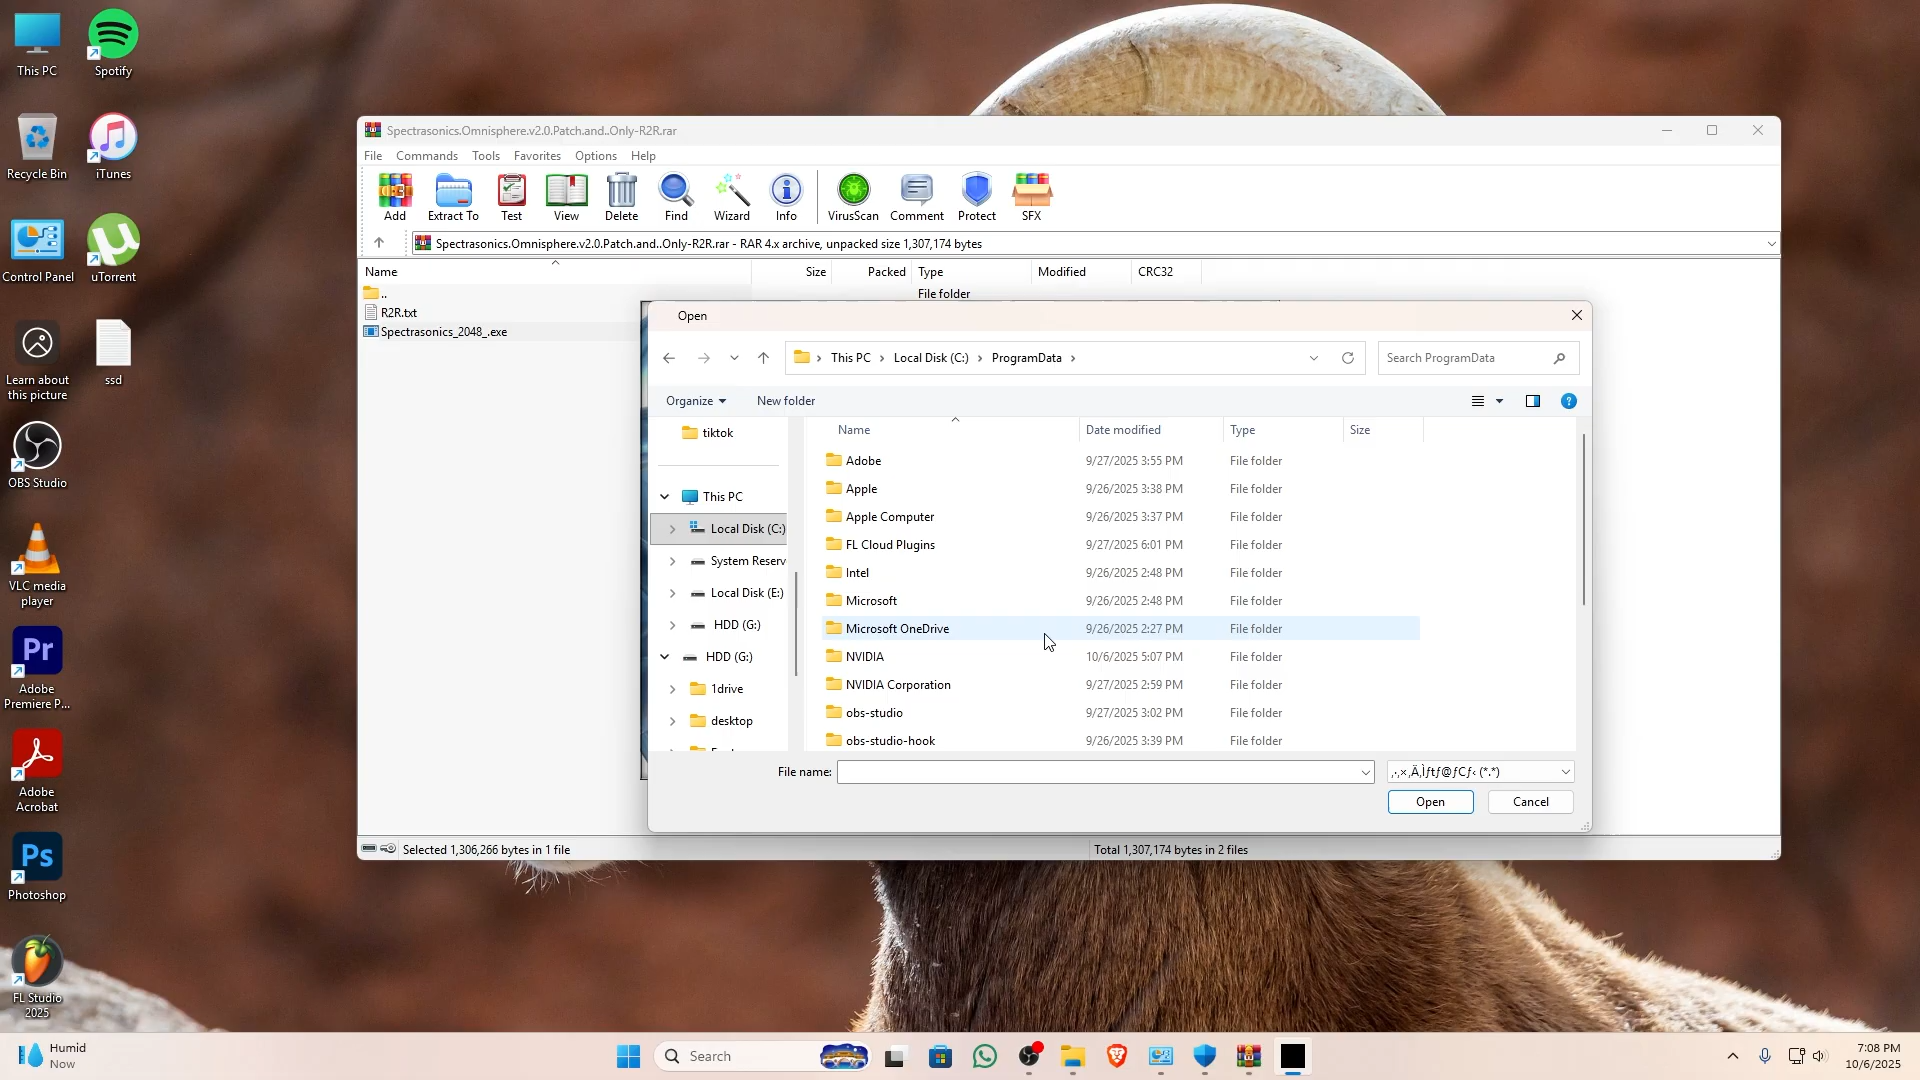 This PC
Spotify
Recycle Bin
iTunes
Control Panel
uTorrent
Learn about
this picture
ssd
OBS Studio
VLC media
player
Adobe
Premiere P...
Adobe
Acrobat
Photoshop
FL Studio
2025
Spectrasonics.Omnisphere.v2.0.Patch.and..Only-R2R.rar
File Commands Tools Favorites Options Help
Add Extract To Test View Delete Find Wizard Info VirusScan Comment Protect SFX
Spectrasonics.Omnisphere.v2.0.Patch.and..Only-R2R.rar - RAR 4.x archive, unpacked size 1,307,174 bytes
Name Size Packed Type Modified CRC32
.. File folder
R2R.txt
Spectrasonics_2048_.exe
Open
This PC > Local Disk (C:) > ProgramData >
Search ProgramData
Organize New folder
tiktok
This PC
Local Disk (C:)
System Reserv
Local Disk (E:)
HDD (G:)
HDD (G:)
1drive
desktop
Name Date modified Type Size
Adobe 9/27/2025 3:55 PM File folder
Apple 9/26/2025 3:38 PM File folder
Apple Computer 9/26/2025 3:37 PM File folder
FL Cloud Plugins 9/27/2025 6:01 PM File folder
Intel 9/26/2025 2:48 PM File folder
Microsoft 9/26/2025 2:48 PM File folder
Microsoft OneDrive 9/26/2025 2:27 PM File folder
NVIDIA 10/6/2025 5:07 PM File folder
NVIDIA Corporation 9/27/2025 2:59 PM File folder
obs-studio 9/27/2025 3:02 PM File folder
obs-studio-hook 9/26/2025 3:39 PM File folder
File name:
‚·‚×‚Ä‚Ìƒtƒ@ƒCƒ‹ (*.*)
Open Cancel
Selected 1,306,266 bytes in 1 file
Total 1,307,174 bytes in 2 files
Humid
Now
Search
7:08 PM
10/6/2025